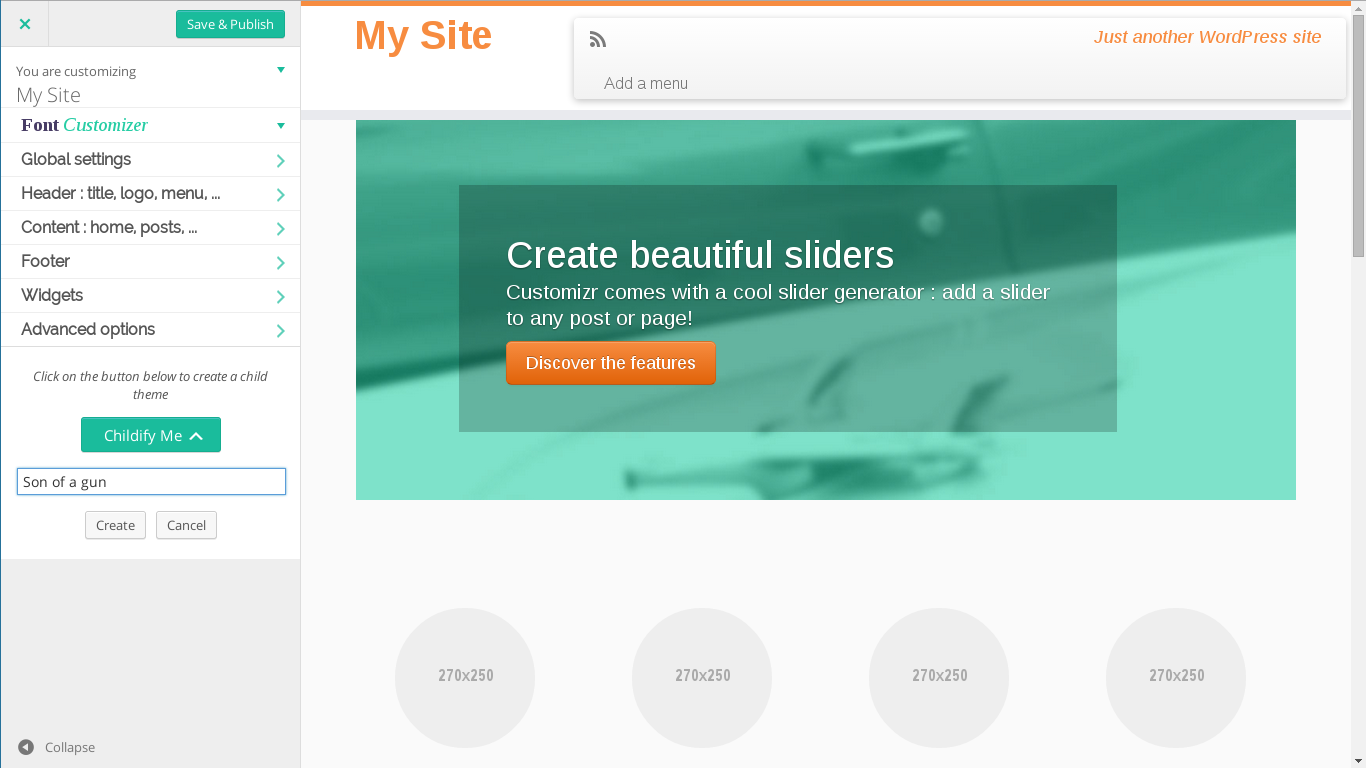 Save & Publish
You are customizing
My Site
Font Customizer
Global settings
Header : title, logo, menu, ...
Content : home, posts, ...
Footer
Widgets
Advanced options
Click on the button below to create a child
theme
Childify Me
Son of a gun
Create Cancel
Collapse
My Site
Just another WordPress site
Add a menu
Create beautiful sliders
Customizr comes with a cool slider generator : add a slider
to any post or page!
Discover the features
270x250 270x250 270x250 270x250